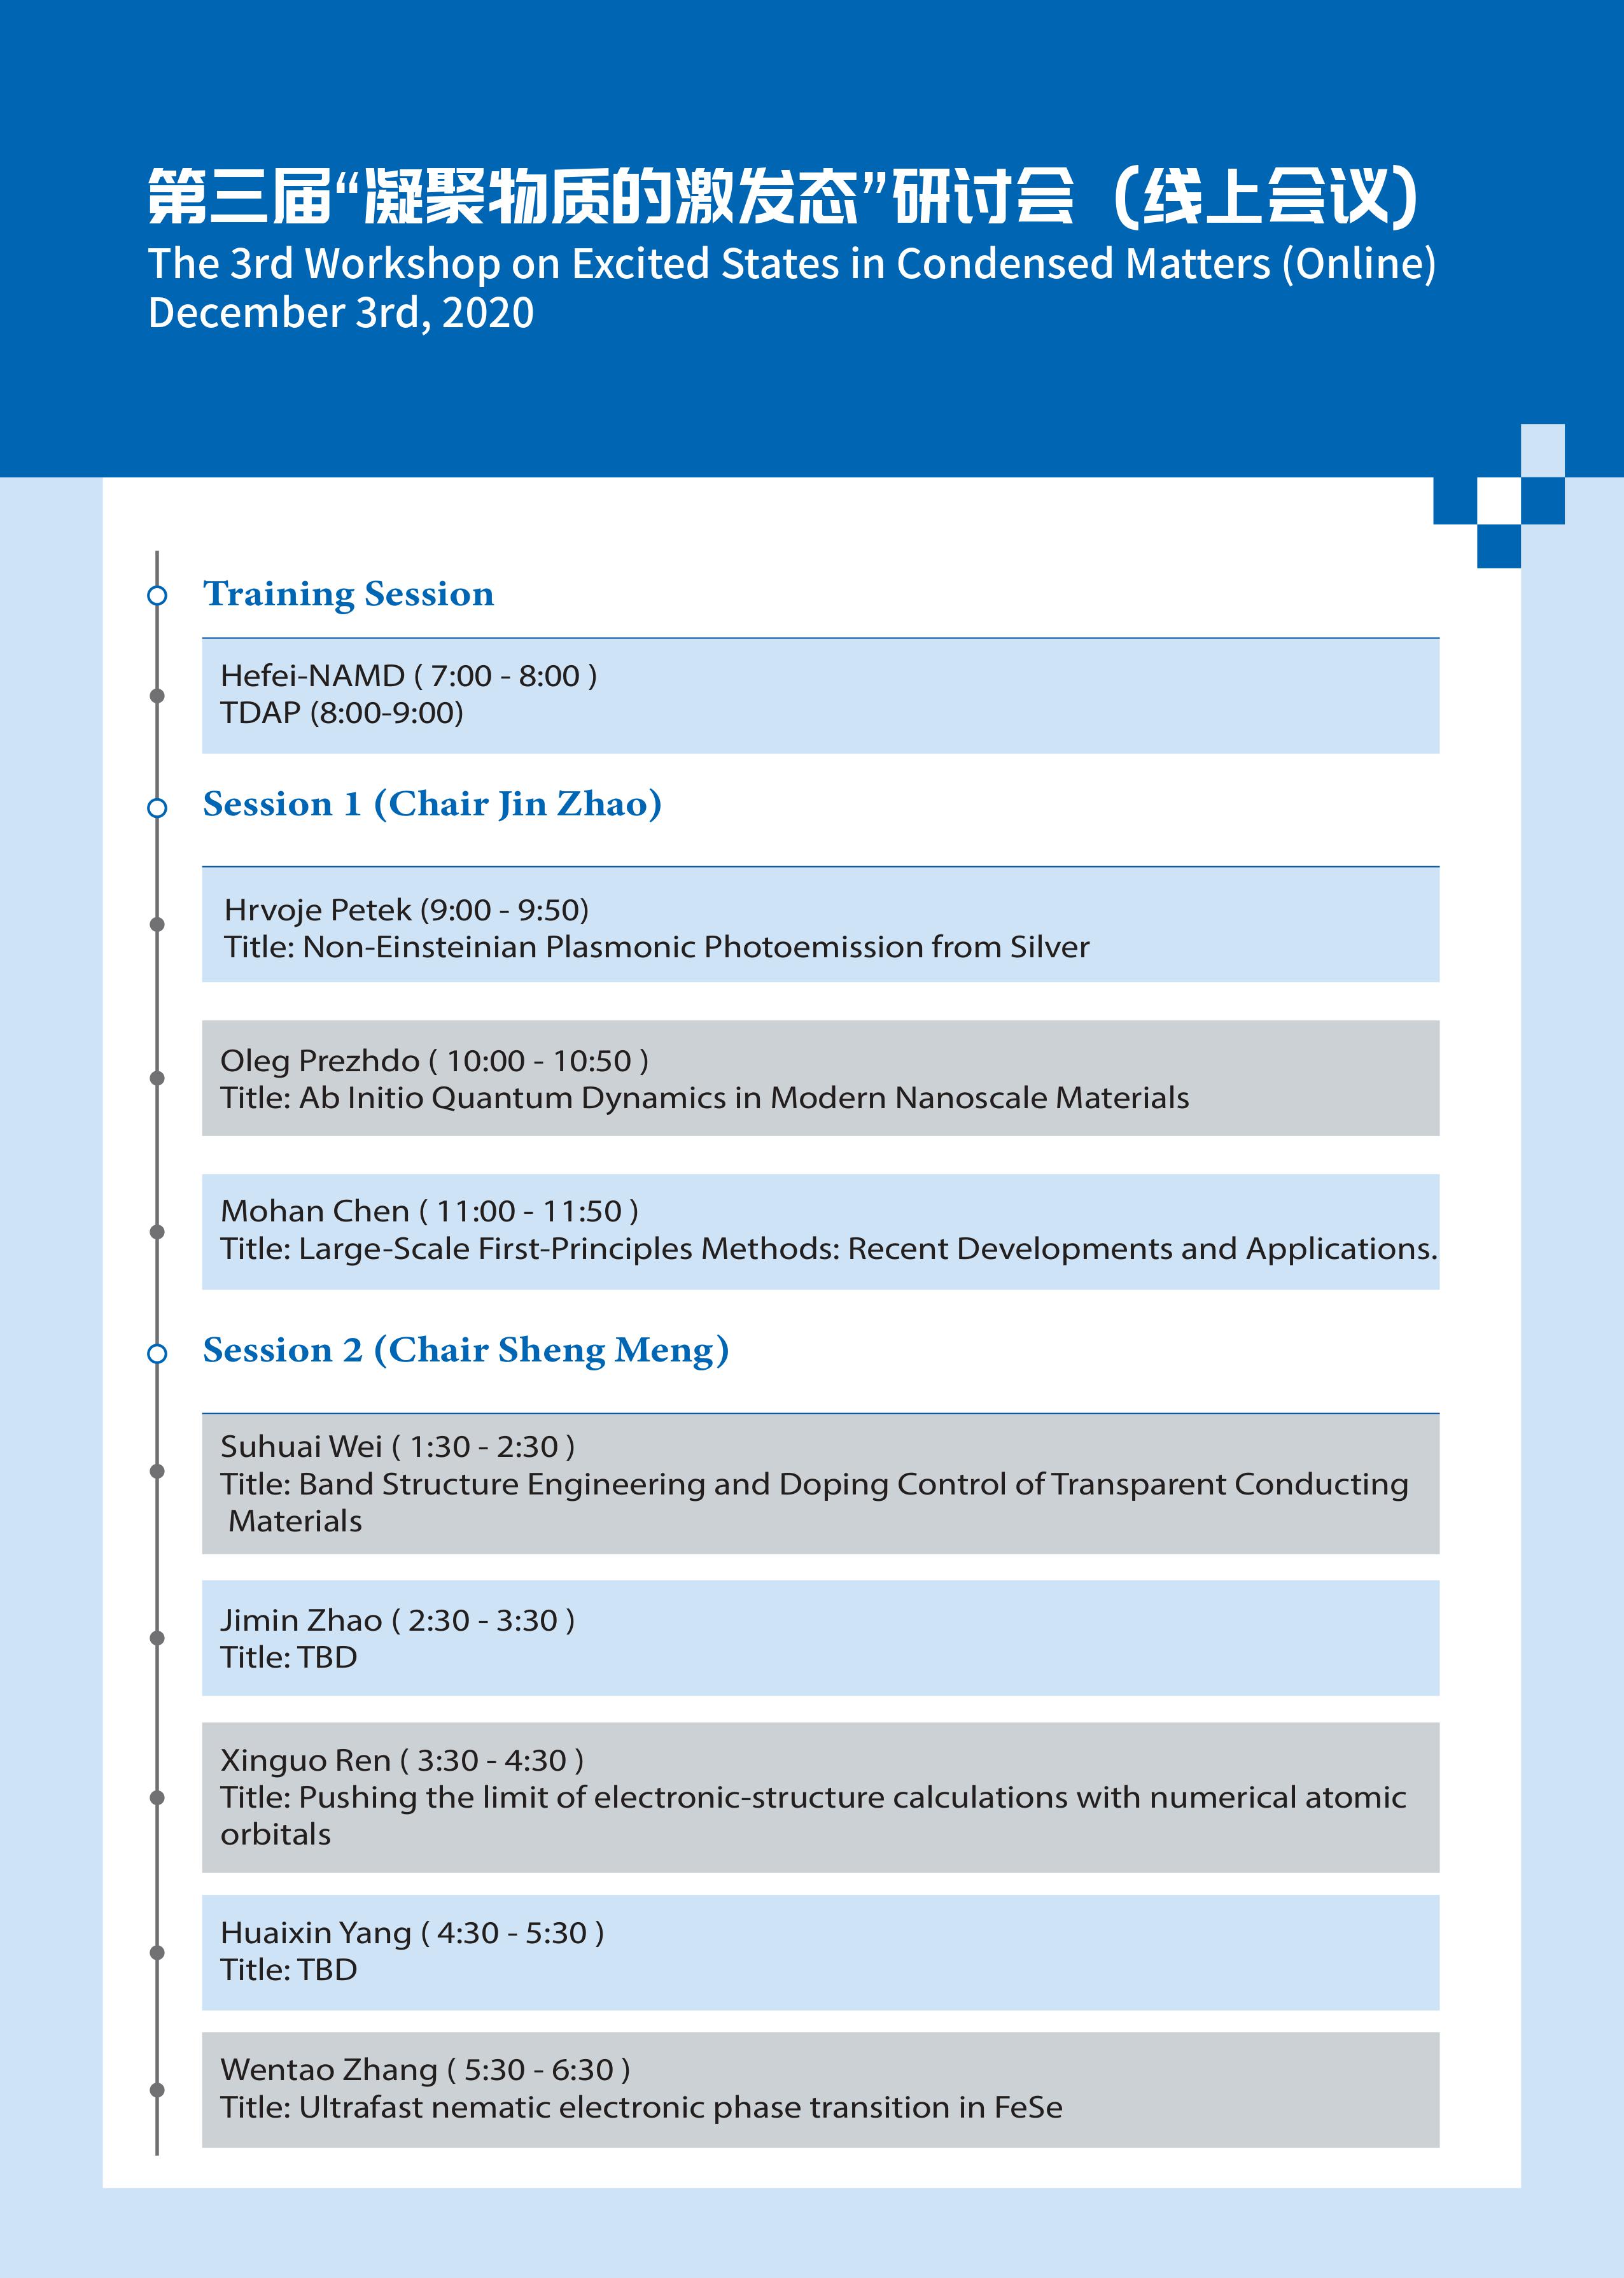 第三届“凝聚物质的激发态”研讨会（线上会议）
The 3rd Workshop on Excited States in Condensed Matters (Online)
December 3rd, 2020
Training Session
Hefei-NAMD ( 7:00 - 8:00 )
TDAP (8:00-9:00)
Session 1 (Chair Jin Zhao)
Hrvoje Petek (9:00 - 9:50)
Title: Non-Einsteinian Plasmonic Photoemission from Silver
Oleg Prezhdo ( 10:00 - 10:50 )
Title: Ab Initio Quantum Dynamics in Modern Nanoscale Materials
Mohan Chen ( 11:00 - 11:50 )
Title: Large-Scale First-Principles Methods: Recent Developments and Applications.
Session 2 (Chair Sheng Meng)
Suhuai Wei ( 1:30 - 2:30 )
Title: Band Structure Engineering and Doping Control of Transparent Conducting
Materials
Jimin Zhao ( 2:30 - 3:30 )
Title: TBD
Xinguo Ren ( 3:30 - 4:30 )
Title: Pushing the limit of electronic-structure calculations with numerical atomic
orbitals
Huaixin Yang ( 4:30 - 5:30 )
Title: TBD
Wentao Zhang ( 5:30 - 6:30 )
Title: Ultrafast nematic electronic phase transition in FeSe